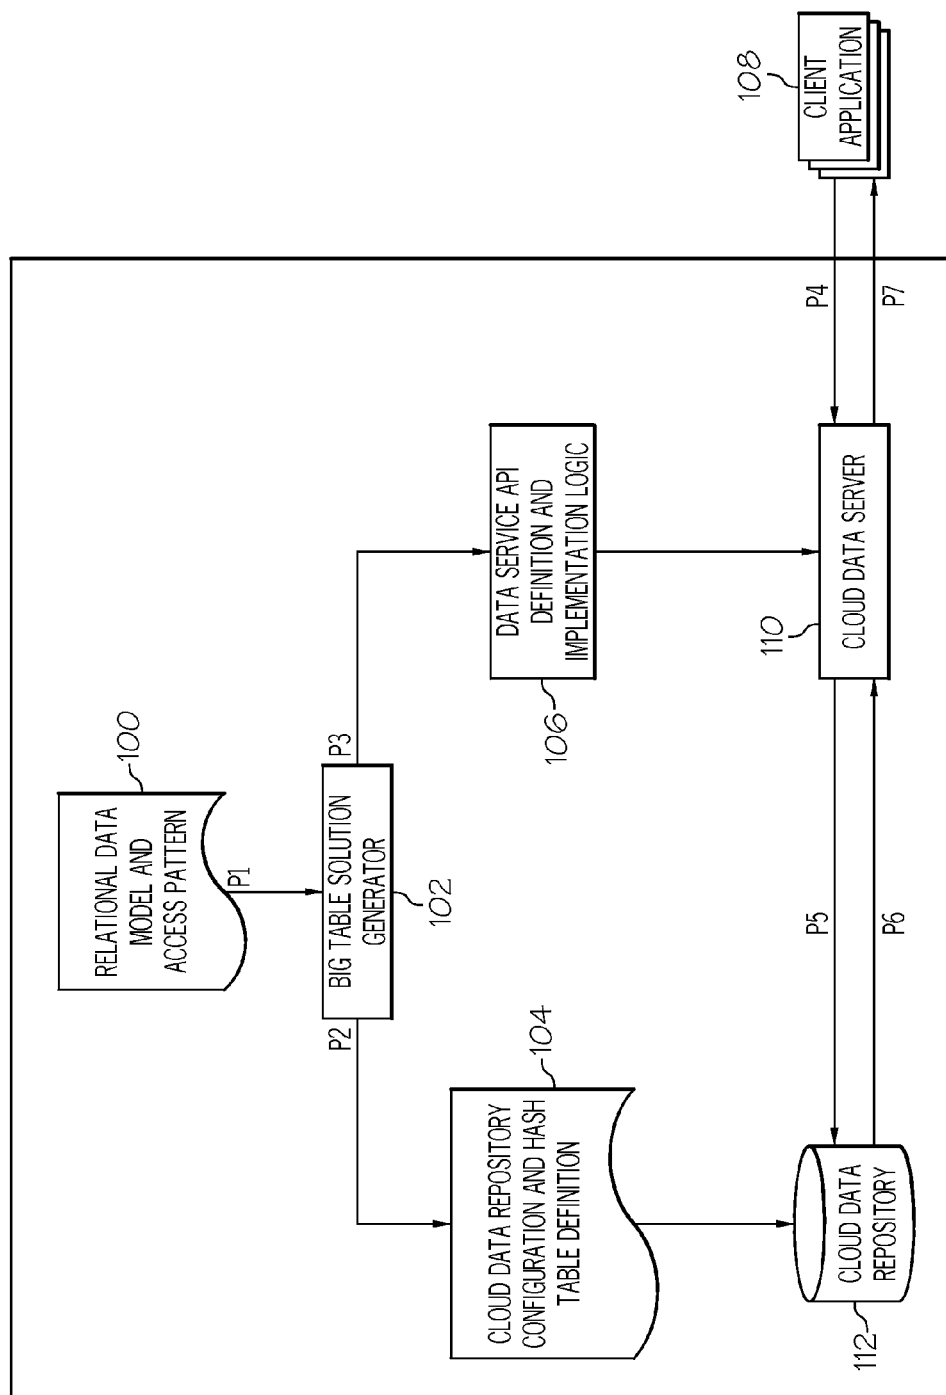 RELATIONAL DATA
MODEL AND
ACCESS PATTERN
100
P1
P2
BIG TABLE SOLUTION
GENERATOR
P3
102
CLOUD DATA REPOSITORY
CONFIGURATION AND HASH
TABLE DEFINITION
104
DATA SERVICE API
DEFINITION AND
IMPLEMENTATION LOGIC
106
CLOUD DATA
REPOSITORY
112
P5
P6
CLOUD DATA SERVER
110
P4
P7
CLIENT
APPLICATION
108